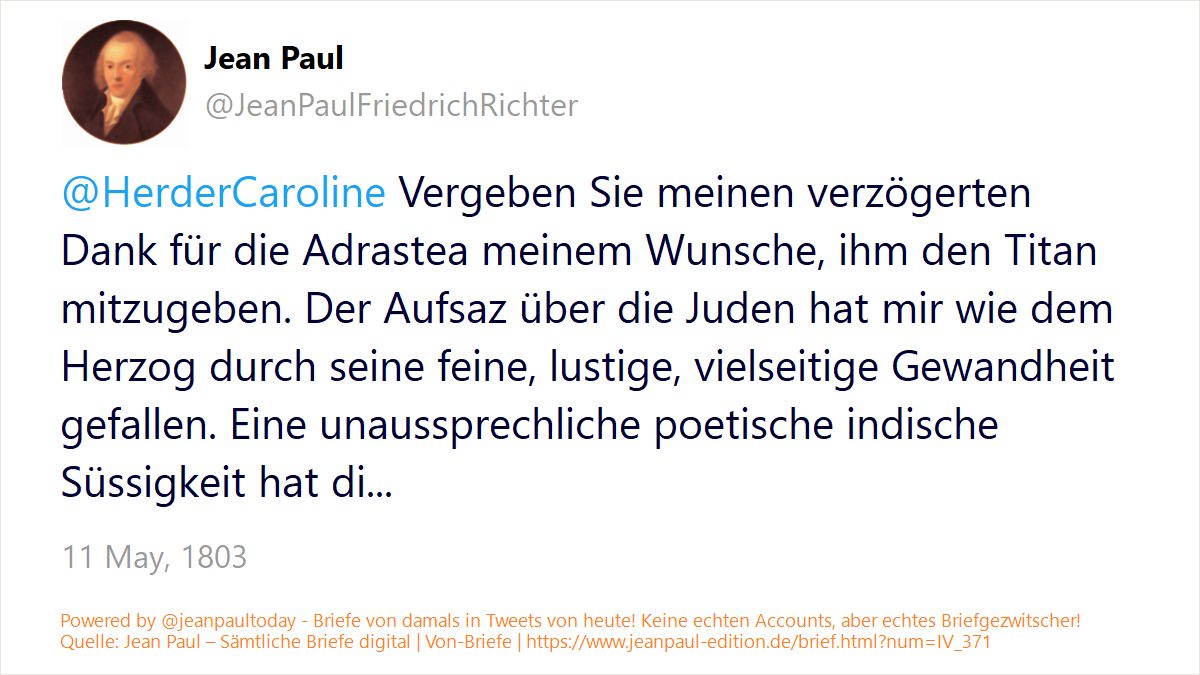 Jean Paul
@JeanPaulFriedrichRichter
@HerderCaroline Vergeben Sie meinen verzögerten
Dank für die Adrastea meinem Wunsche, ihm den Titan
mitzugeben. Der Aufsaz über die Juden hat mir wie dem
Herzog durch seine feine, lustige, vielseitige Gewandheit
gefallen. Eine unaussprechliche poetische indische
Süssigkeit hat di...
11 May, 1803
Powered by @jeanpaultoday - Briefe von damals in Tweets von heute! Keine echten Accounts, aber echtes Briefgezwitscher!
Quelle: Jean Paul – Sämtliche Briefe digital | Von-Briefe | https://www.jeanpaul-edition.de/brief.html?num=IV_371